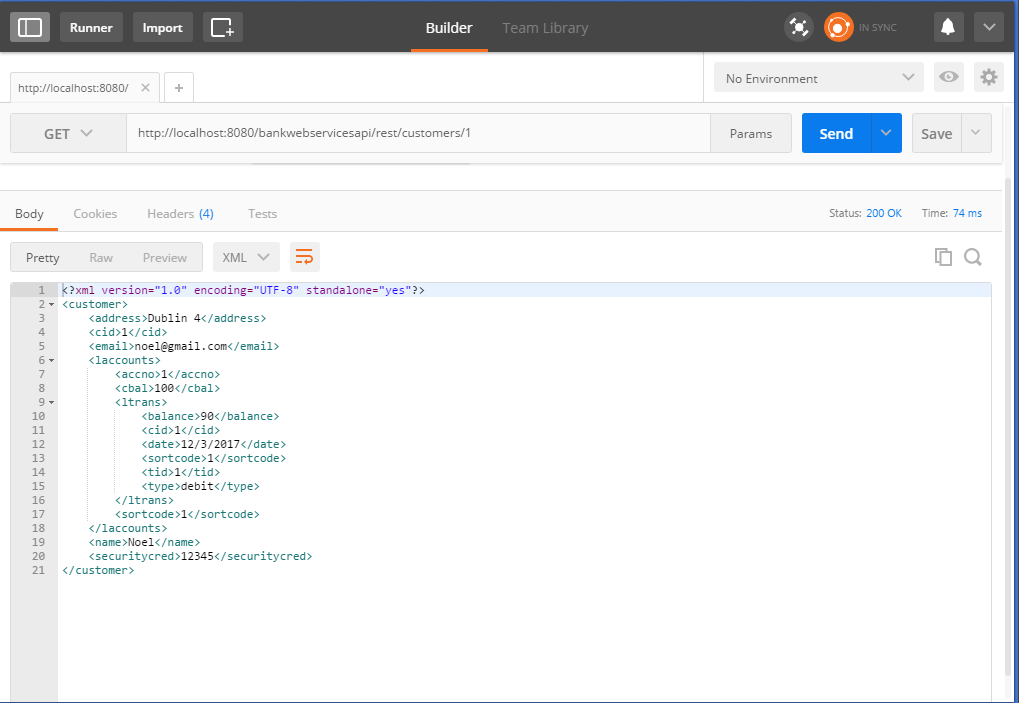 Runner Import Builder Team Library IN SYNC
http://localhost:8080/ No Environment
GET http://localhost:8080/bankwebservicesapi/rest/customers/1 Params Send Save
Body Cookies Headers (4) Tests Status: 200 OK Time: 74 ms
Pretty Raw Preview XML
1 <?xml version="1.0" encoding="UTF-8" standalone="yes"?>
2 <customer>
3 <address>Dublin 4</address>
4 <cid>1</cid>
5 <email>noel@gmail.com</email>
6 <laccounts>
7 <accno>1</accno>
8 <cbal>100</cbal>
9 <ltrans>
10 <balance>90</balance>
11 <cid>1</cid>
12 <date>12/3/2017</date>
13 <sortcode>1</sortcode>
14 <tid>1</tid>
15 <type>debit</type>
16 </ltrans>
17 <sortcode>1</sortcode>
18 </laccounts>
19 <name>Noel</name>
20 <securitycred>12345</securitycred>
21 </customer>